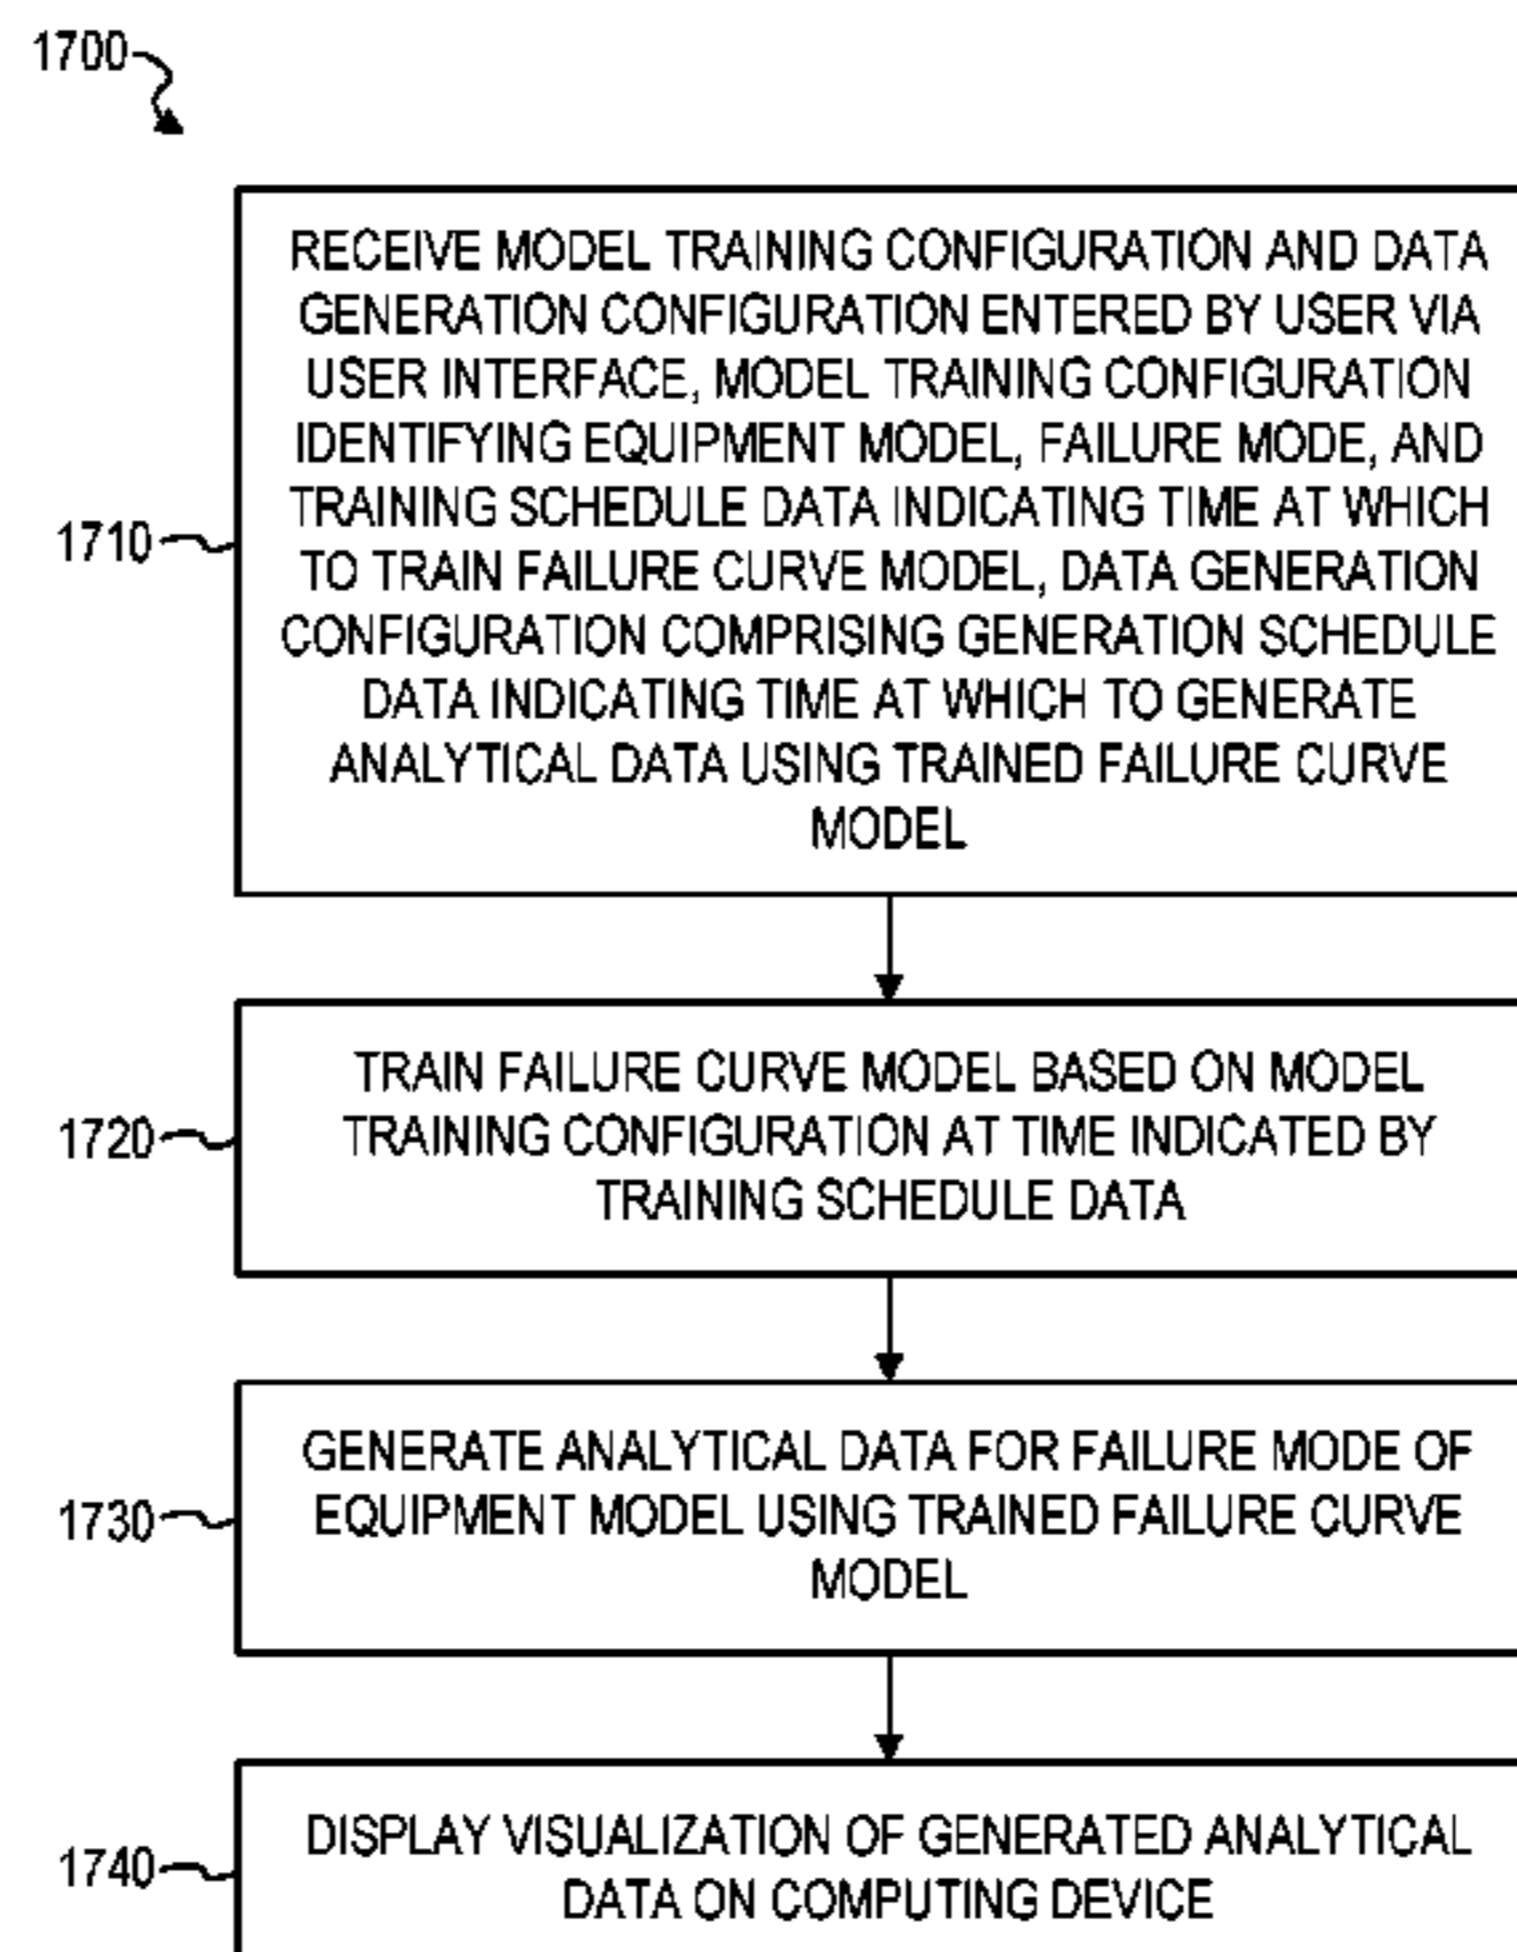 1700
RECEIVE MODEL TRAINING CONFIGURATION AND DATA
GENERATION CONFIGURATION ENTERED BY USER VIA
USER INTERFACE, MODEL TRAINING CONFIGURATION
IDENTIFYING EQUIPMENT MODEL, FAILURE MODE, AND
TRAINING SCHEDULE DATA INDICATING TIME AT WHICH
TO TRAIN FAILURE CURVE MODEL, DATA GENERATION
CONFIGURATION COMPRISING GENERATION SCHEDULE
DATA INDICATING TIME AT WHICH TO GENERATE
ANALYTICAL DATA USING TRAINED FAILURE CURVE
MODEL
1710
TRAIN FAILURE CURVE MODEL BASED ON MODEL
TRAINING CONFIGURATION AT TIME INDICATED BY
TRAINING SCHEDULE DATA
1720
GENERATE ANALYTICAL DATA FOR FAILURE MODE OF
EQUIPMENT MODEL USING TRAINED FAILURE CURVE
MODEL
1730
DISPLAY VISUALIZATION OF GENERATED ANALYTICAL
DATA ON COMPUTING DEVICE
1740